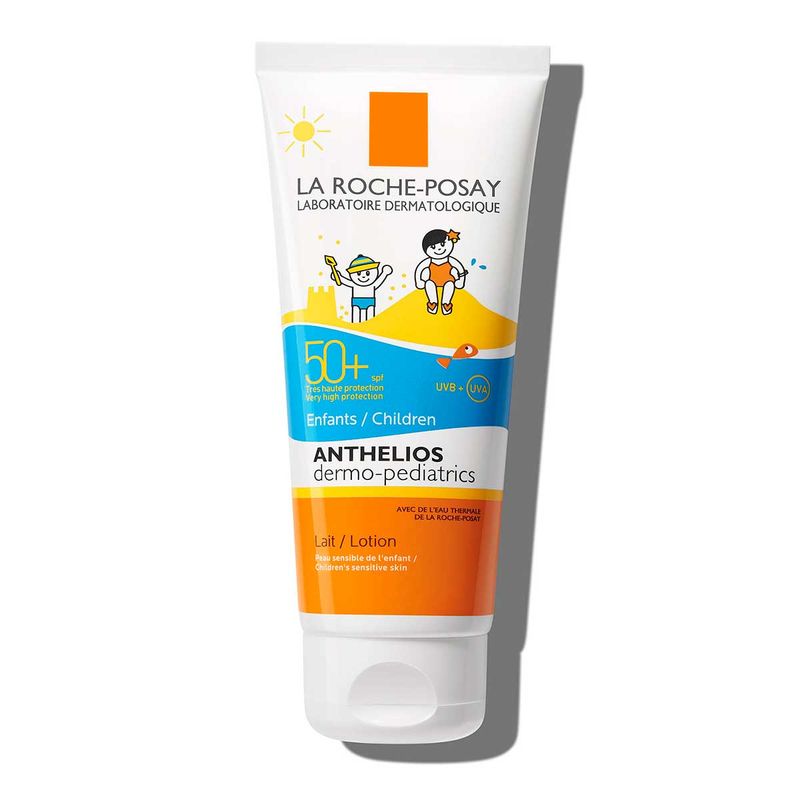 LA ROCHE-POSAY
LABORATOIRE DERMATOLOGIQUE
50+ spf
Très haute protection
Very high protection
UVB + UVA
Enfants / Children
ANTHELIOS
dermo-pediatrics
AVEC DE L'EAU THERMALE
DE LA ROCHE-POSAY
Lait / Lotion
Peau sensible de l'enfant /
Children's sensitive skin